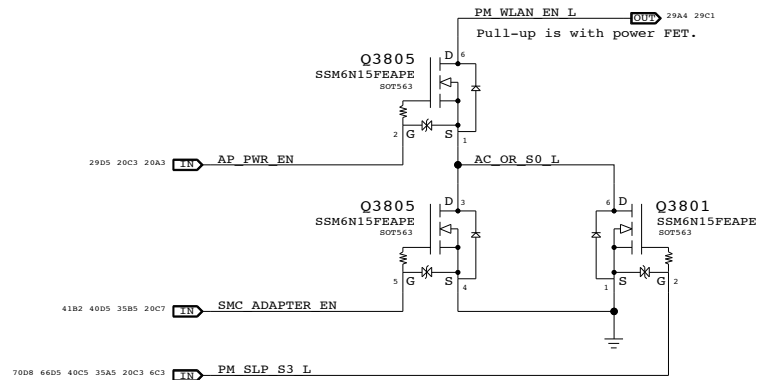 PM_WLAN_EN_L
OUT 29A4 29C1
Pull-up is with power FET.
Q3805
SSM6N15FEAPE
SOT563
D 6
2 G S 1
29D5 20C3 20A3 IN AP_PWR_EN
AC_OR_S0_L
Q3805
SSM6N15FEAPE
SOT563
D 3
5 G S 4
6 D
Q3801
SSM6N15FEAPE
SOT563
1 S G 2
41B2 40D5 35B5 20C7 IN SMC_ADAPTER_EN
70D8 66D5 40C5 35A5 20C3 6C3 IN PM_SLP_S3_L